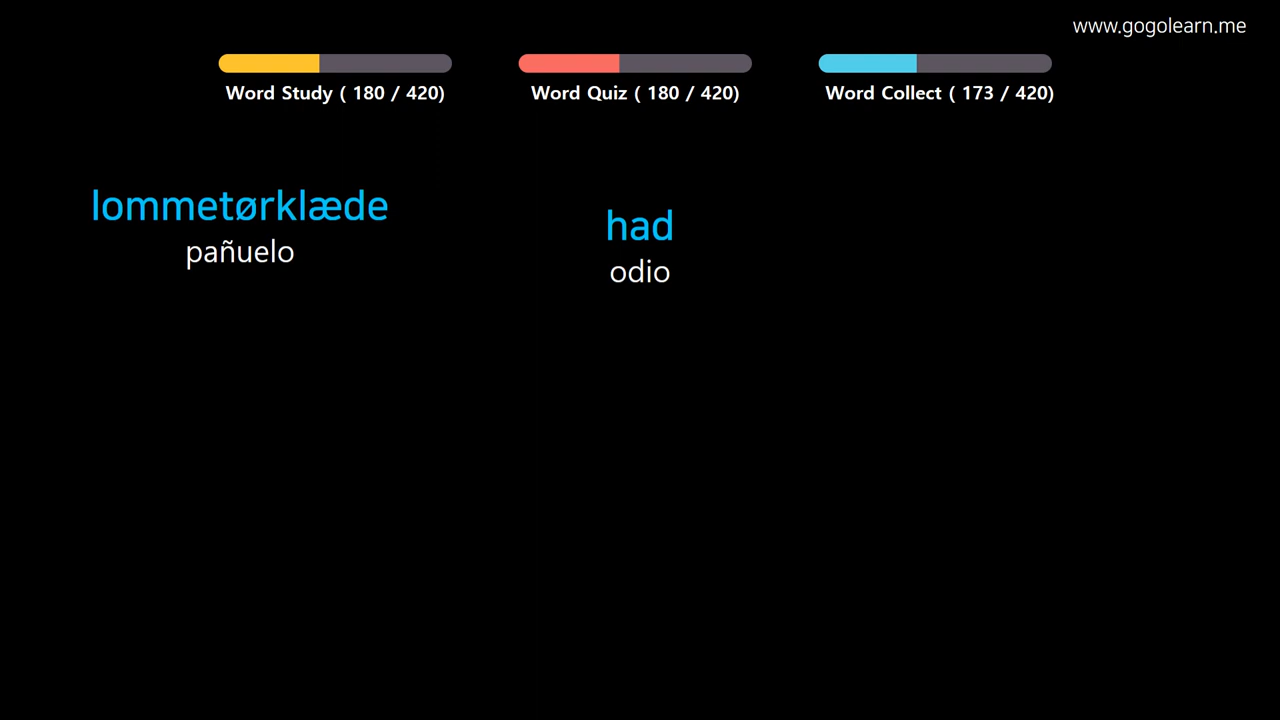 www.gogolearn.me
Word Study ( 180 / 420)
Word Quiz ( 180 / 420)
Word Collect ( 173 / 420)
lommetørklæde
pañuelo
had
odio